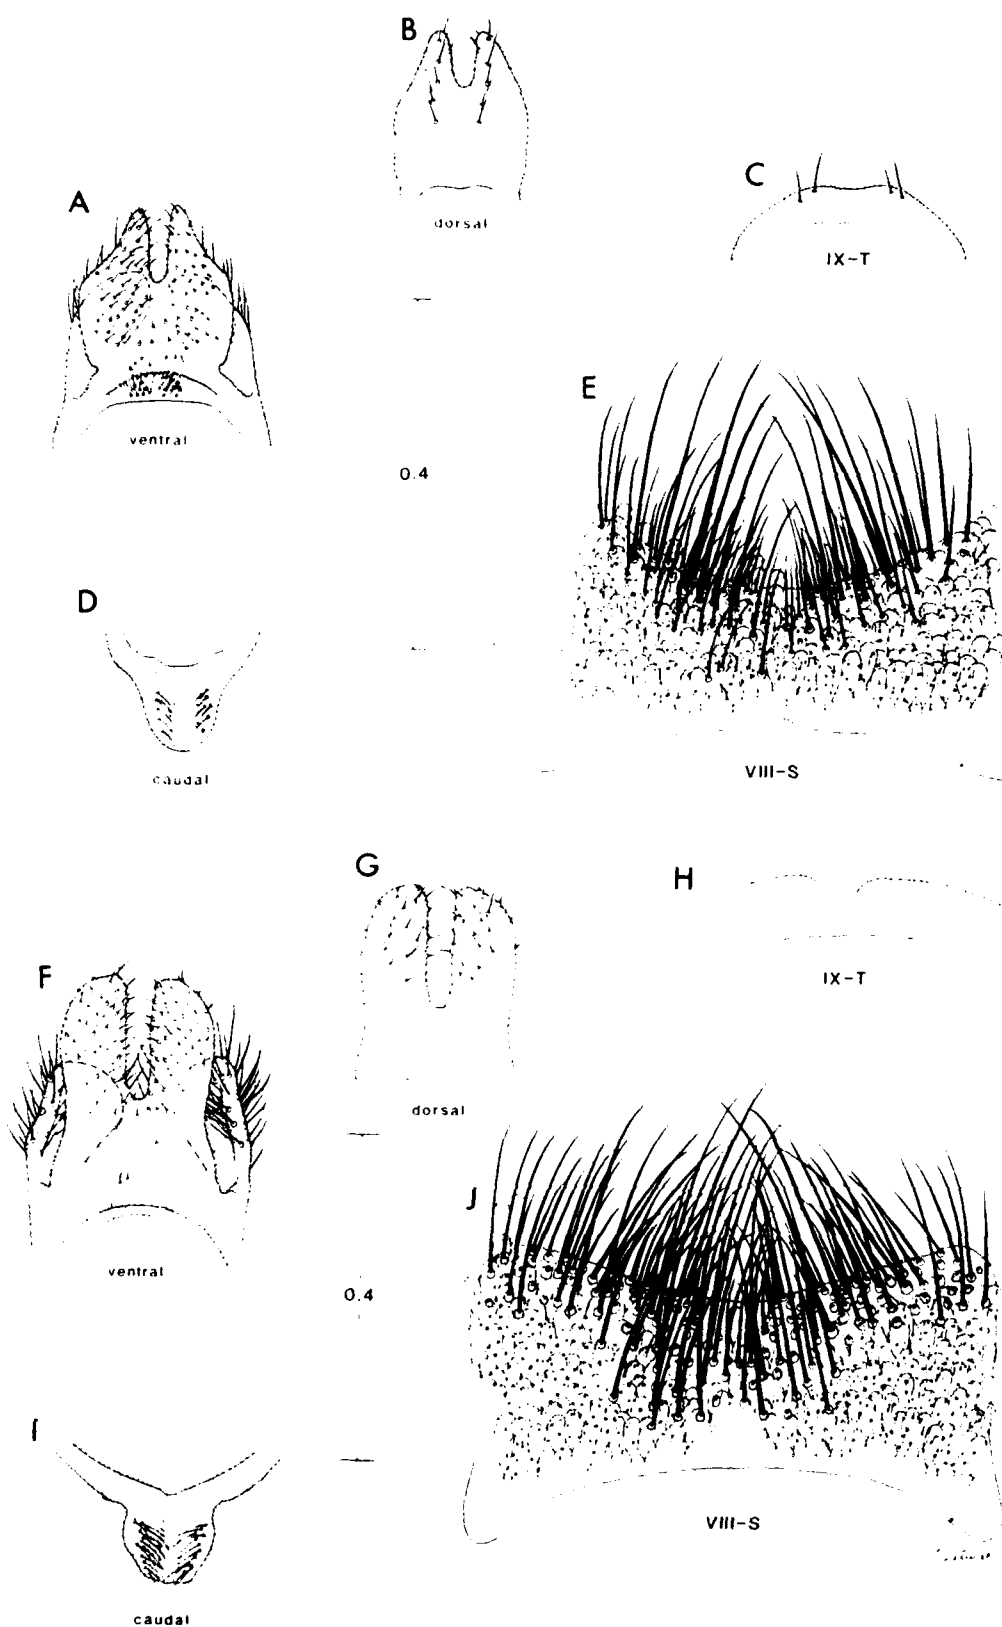 B
dorsal
C
IX-T
A
ventral
E
0.4
D
caudal
VIII-S
G
dorsal
H
IX-T
F
ventral
J
0.4
I
caudal
VIII-S